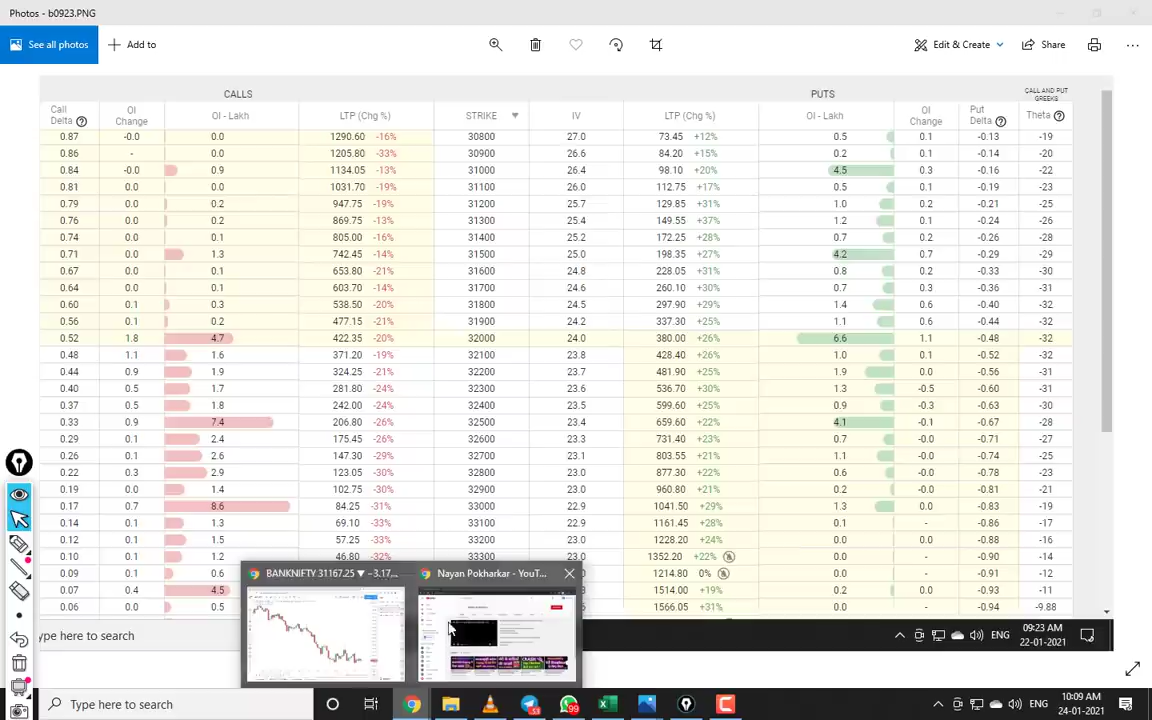 Photos - b0923.PNG
See all photos + Add to Edit & Create Share
CALLS PUTS CALL AND PUT GREEKS
Call Delta OI Change OI - Lakh LTP (Chg %) STRIKE IV LTP (Chg %) OI - Lakh OI Change Put Delta Theta
0.87 -0.0 0.0 1290.60 -16% 30800 27.0 73.45 +12% 0.5 0.1 -0.13 -19
0.86 - 0.0 1205.80 -33% 30900 26.6 84.20 +15% 0.2 0.1 -0.14 -20
0.84 -0.0 0.9 1134.05 -13% 31000 26.4 98.10 +20% 4.5 0.3 -0.16 -22
0.81 0.0 0.0 1031.70 -19% 31100 26.0 112.75 +17% 0.5 0.1 -0.19 -23
0.79 0.0 0.2 947.75 -19% 31200 25.7 129.85 +31% 1.0 0.2 -0.21 -25
0.76 0.0 0.2 869.75 -13% 31300 25.4 149.55 +37% 1.2 0.1 -0.24 -26
0.74 0.0 0.1 805.00 -16% 31400 25.2 172.25 +28% 0.7 0.2 -0.26 -28
0.71 0.0 1.3 742.45 -14% 31500 25.0 198.35 +27% 4.2 0.7 -0.29 -29
0.67 0.0 0.1 653.80 -21% 31600 24.8 228.05 +31% 0.8 0.2 -0.33 -30
0.64 0.0 0.1 603.70 -14% 31700 24.6 260.10 +30% 0.7 0.3 -0.36 -31
0.60 0.1 0.3 538.50 -20% 31800 24.5 297.90 +29% 1.4 0.6 -0.40 -32
0.56 0.1 0.2 477.15 -21% 31900 24.2 337.30 +25% 1.1 0.6 -0.44 -32
0.52 1.8 4.7 422.35 -20% 32000 24.0 380.00 +26% 6.6 1.1 -0.48 -32
0.48 1.1 1.6 371.20 -19% 32100 23.8 428.40 +26% 1.0 0.1 -0.52 -32
0.44 0.9 1.9 324.25 -21% 32200 23.7 481.90 +25% 1.9 0.0 -0.56 -31
0.40 0.5 1.7 281.80 -24% 32300 23.6 536.70 +30% 1.3 -0.5 -0.60 -31
0.37 0.5 1.8 242.00 -24% 32400 23.5 599.60 +25% 0.9 -0.3 -0.63 -30
0.33 0.9 7.4 206.80 -26% 32500 23.4 659.60 +22% 4.1 -0.1 -0.67 -28
0.29 0.1 2.4 175.45 -26% 32600 23.3 731.40 +23% 0.7 -0.0 -0.71 -27
0.26 0.1 2.6 147.30 -29% 32700 23.1 803.55 +21% 1.1 -0.0 -0.74 -25
0.22 0.3 2.9 123.05 -30% 32800 23.0 877.30 +22% 0.6 -0.0 -0.78 -23
0.19 0.0 1.4 102.75 -30% 32900 23.0 960.80 +21% 0.2 -0.0 -0.81 -21
0.17 0.7 8.6 84.25 -31% 33000 22.9 1041.50 +29% 1.3 0.0 -0.83 -19
0.14 0.1 1.3 69.10 -33% 33100 22.9 1161.45 +28% 0.1 - -0.86 -17
0.12 0.1 1.5 57.25 -33% 33200 22.9 1228.20 +24% 0.0 0.0 -0.88 -16
0.10 0.1 1.2 46.80 -32% 33300 23.0 1352.20 +22% 0.0 - -0.90 -14
0.09 0.1 0.6 1214.80 0% 0.0 - -0.91 -12
0.07 0.4 4.5 1041.05 +30% 0.2 0.0 -0.93 -11
0.06 0.0 0.5 1566.05 +31% 0.0 - -0.94 -9.88
BANKNIFTY 31167.25 ▼ −3.17,... Nayan Pokharkar - YouT...
ype here to search ENG 09:23 AM
22-01-2021
Type here to search 53 99 ENG 10:09 AM
24-01-2021